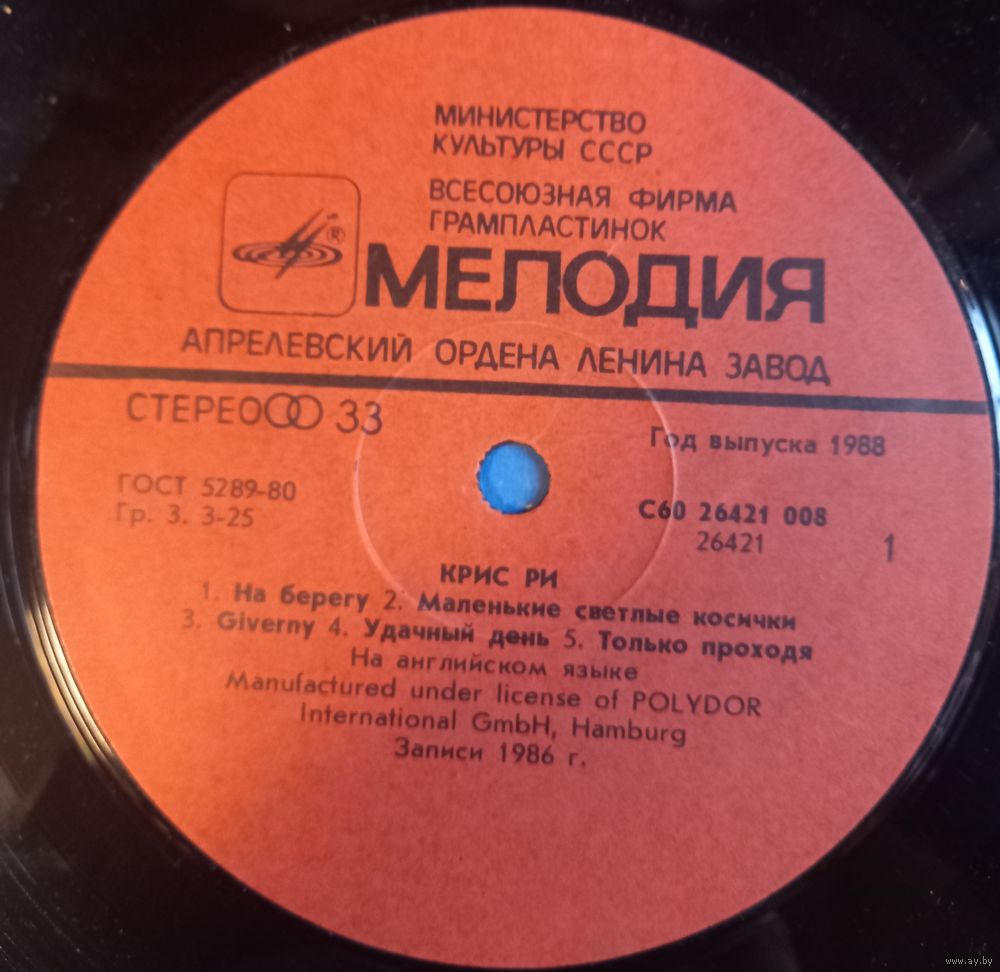 МИНИСТЕРСТВО
КУЛЬТУРЫ СССР
ВСЕСОЮЗНАЯ ФИРМА
ГРАМПЛАСТИНОК
®
МЕЛОДИЯ
АПРЕЛЕВСКИЙ ОРДЕНА ЛЕНИНА ЗАВОД
СТЕРЕО 33
Год выпуска 1988
ГОСТ 5289-80
Гр. 3. 3-25
С60 26421 008
26421
1
КРИС РИ
1. На берегу 2. Маленькие светлые косички
3. Giverny 4. Удачный день 5. Только проходя
На английском языке
Manufactured under license of POLYDOR
International GmbH, Hamburg
Записи 1986 г.
www.ay.by